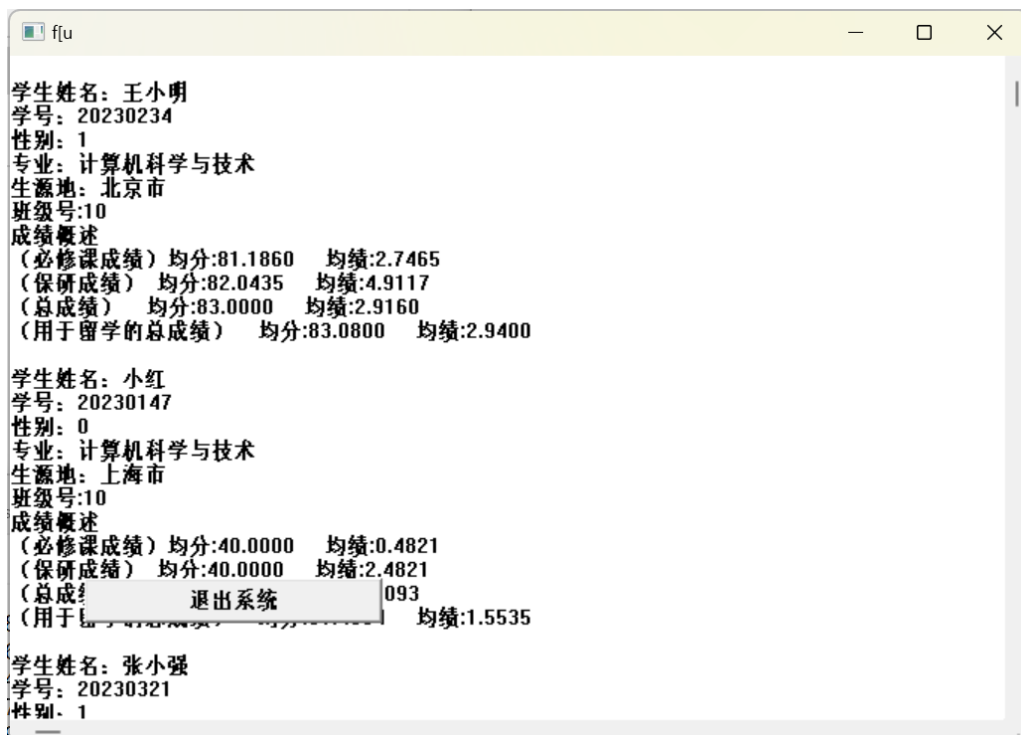 f[u
学生姓名：王小明
学号：20230234
性别：1
专业：计算机科学与技术
生源地：北京市
班级号:10
成绩概述
（必修课成绩）均分:81.1860 均绩:2.7465
（保研成绩） 均分:82.0435 均绩:4.9117
（总成绩） 均分:83.0000 均绩:2.9160
（用于留学的总成绩） 均分:83.0800 均绩:2.9400
学生姓名：小红
学号：20230147
性别：0
专业：计算机科学与技术
生源地：上海市
班级号:10
成绩概述
（必修课成绩）均分:40.0000 均绩:0.4821
（保研成绩） 均分:40.0000 均绩:2.4821
（总成 093
退出系统
（用于 均绩:1.5535
学生姓名：张小强
学号：20230321
性别：1